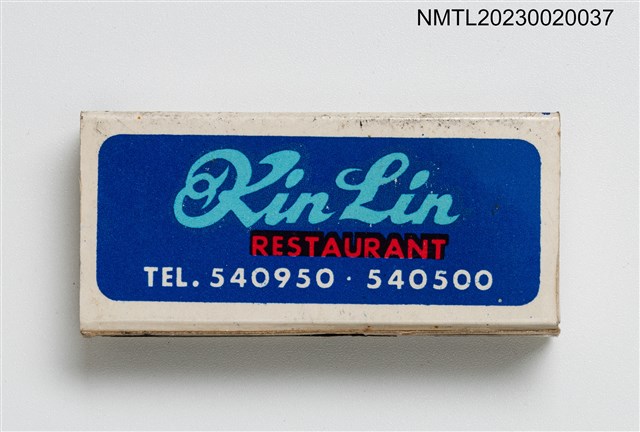 NMTL20230020037
Kin Lin
RESTAURANT
TEL. 540950 · 540500